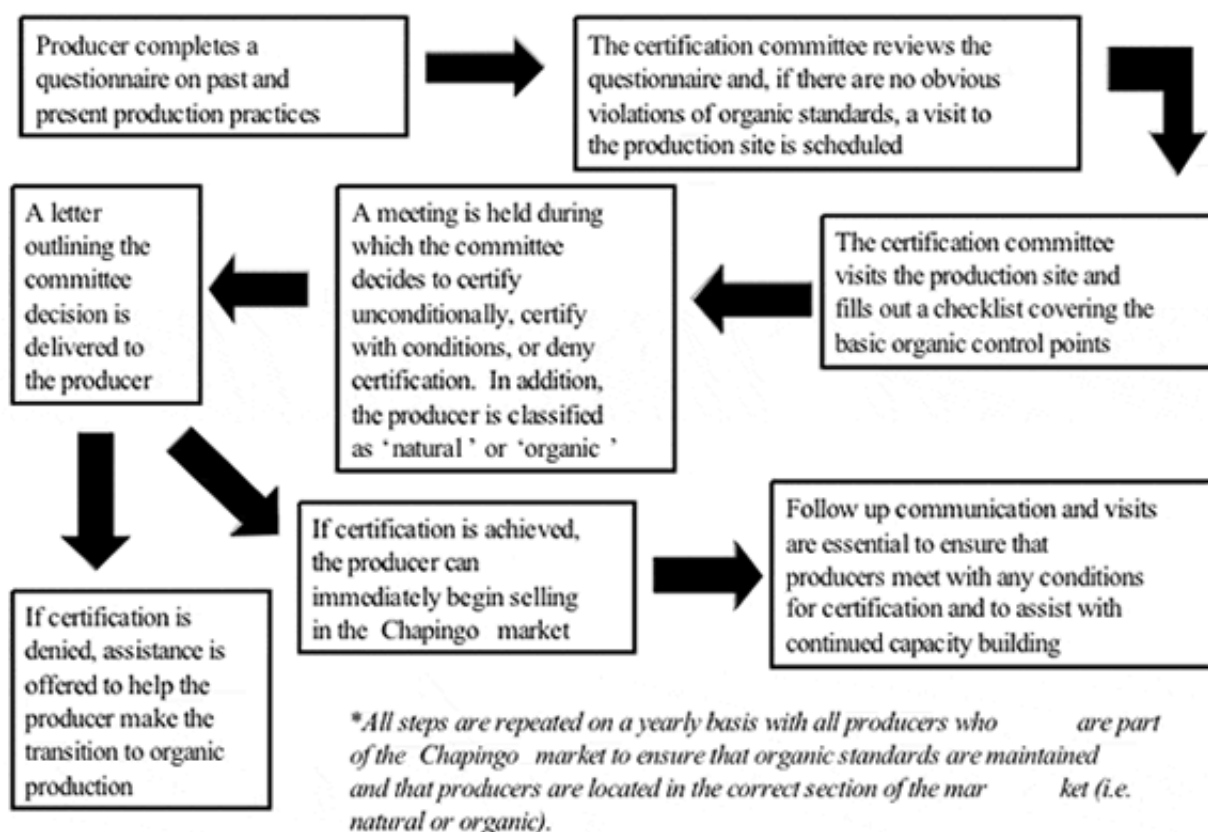 Producer completes a
questionnaire on past and
present production practices
The certification committee reviews the
questionnaire and, if there are no obvious
violations of organic standards, a visit to
the production site is scheduled
The certification committee
visits the production site and
fills out a checklist covering the
basic organic control points
A meeting is held during
which the committee
decides to certify
unconditionally, certify
with conditions, or deny
certification. In addition,
the producer is classified
as ‘natural ’ or ‘organic ’
A letter
outlining the
committee
decision is
delivered to
the producer
If certification is
denied, assistance is
offered to help the
producer make the
transition to organic
production
If certification is achieved,
the producer can
immediately begin selling
in the Chapingo market
Follow up communication and visits
are essential to ensure that
producers meet with any conditions
for certification and to assist with
continued capacity building
*All steps are repeated on a yearly basis with all producers who are part
of the Chapingo market to ensure that organic standards are maintained
and that producers are located in the correct section of the mar ket (i.e.
natural or organic).